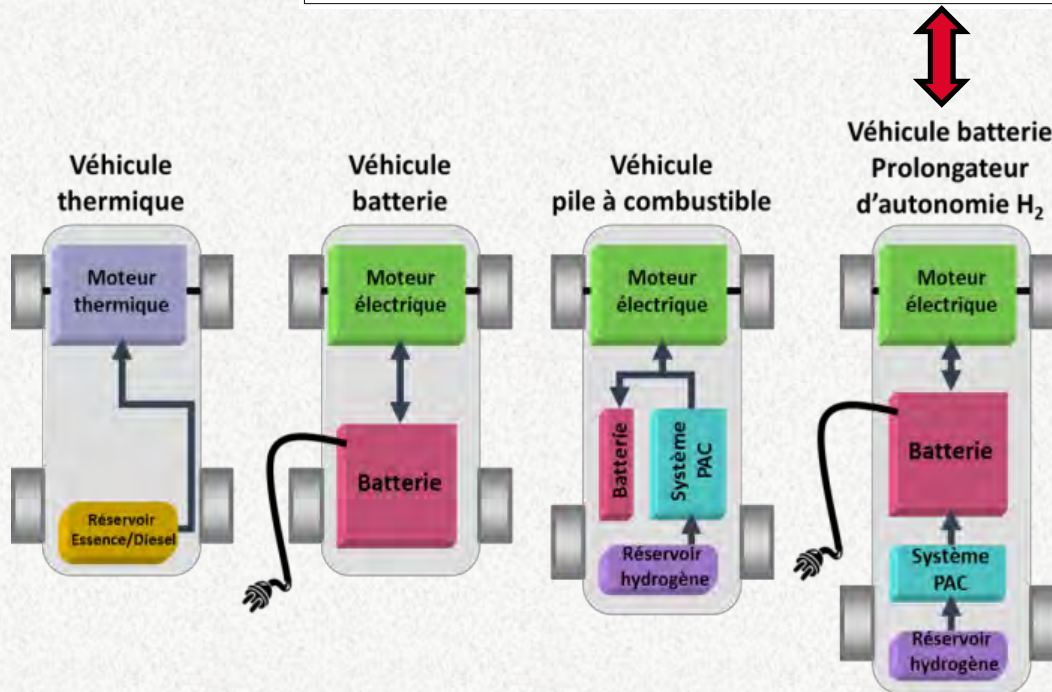 Véhicule
thermique
Moteur
thermique
Réservoir
Essence/Diesel
Véhicule
batterie
Moteur
électrique
Batterie
Véhicule
pile à combustible
Moteur
électrique
Batterie
Système
PAC
Réservoir
hydrogène
Véhicule batterie
Prolongateur
d'autonomie H₂
Moteur
électrique
Batterie
Système
PAC
Réservoir
hydrogène